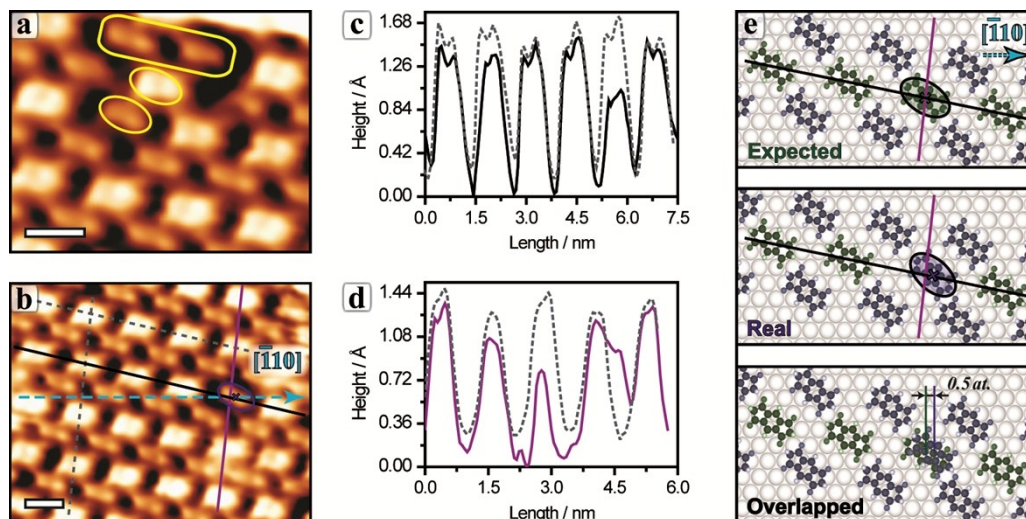 a
b
[1̄10]
c
Height / Å
1.68
1.26
0.84
0.42
0.00
0.0
1.5
3.0
4.5
6.0
7.5
Length / nm
d
Height / Å
1.44
1.08
0.72
0.36
0.00
0.0
1.5
3.0
4.5
6.0
Length / nm
e
[1̄10]
Expected
Real
0.5 at.
Overlapped